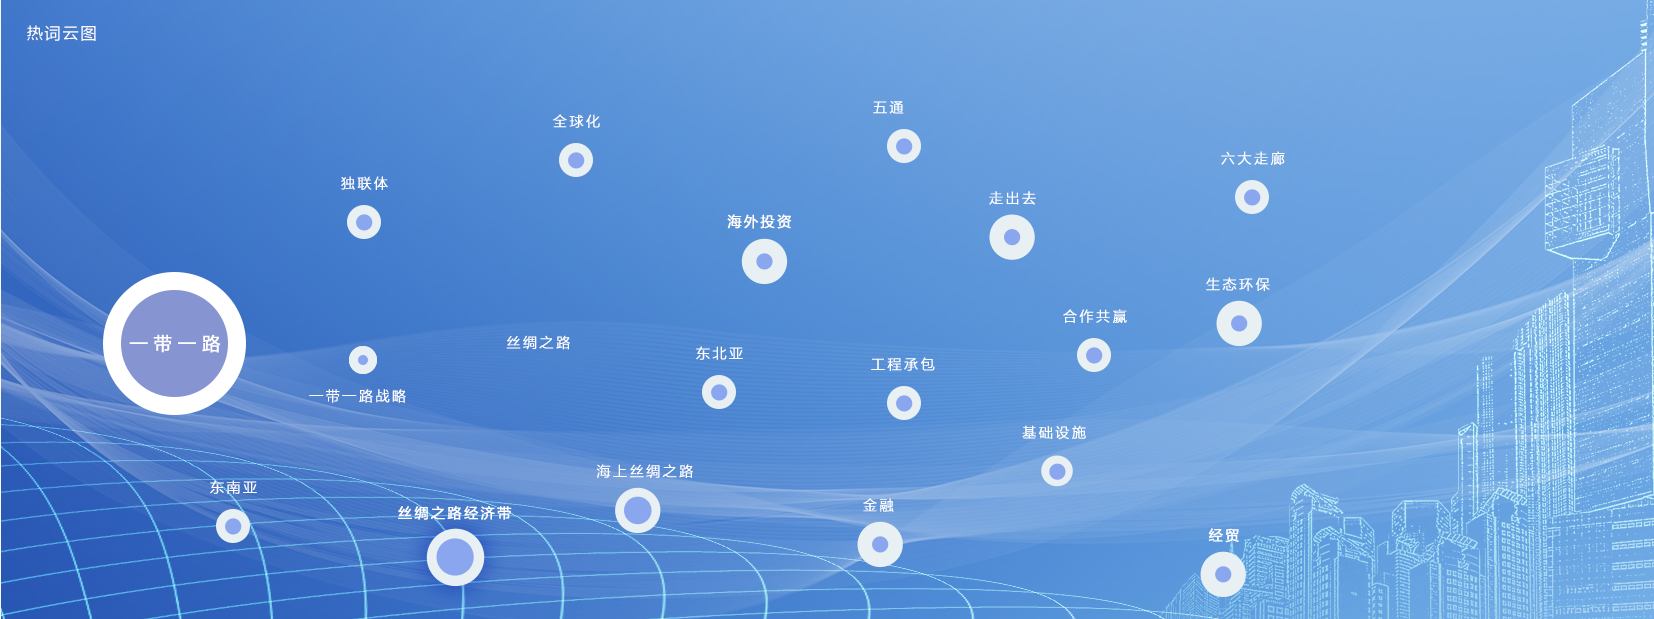 热词云图
五通
全球化
六大走廊
独联体
走出去
海外投资
生态环保
合作共赢
一带一路
丝绸之路
东北亚
工程承包
一带一路战略
基础设施
海上丝绸之路
东南亚
金融
丝绸之路经济带
经贸